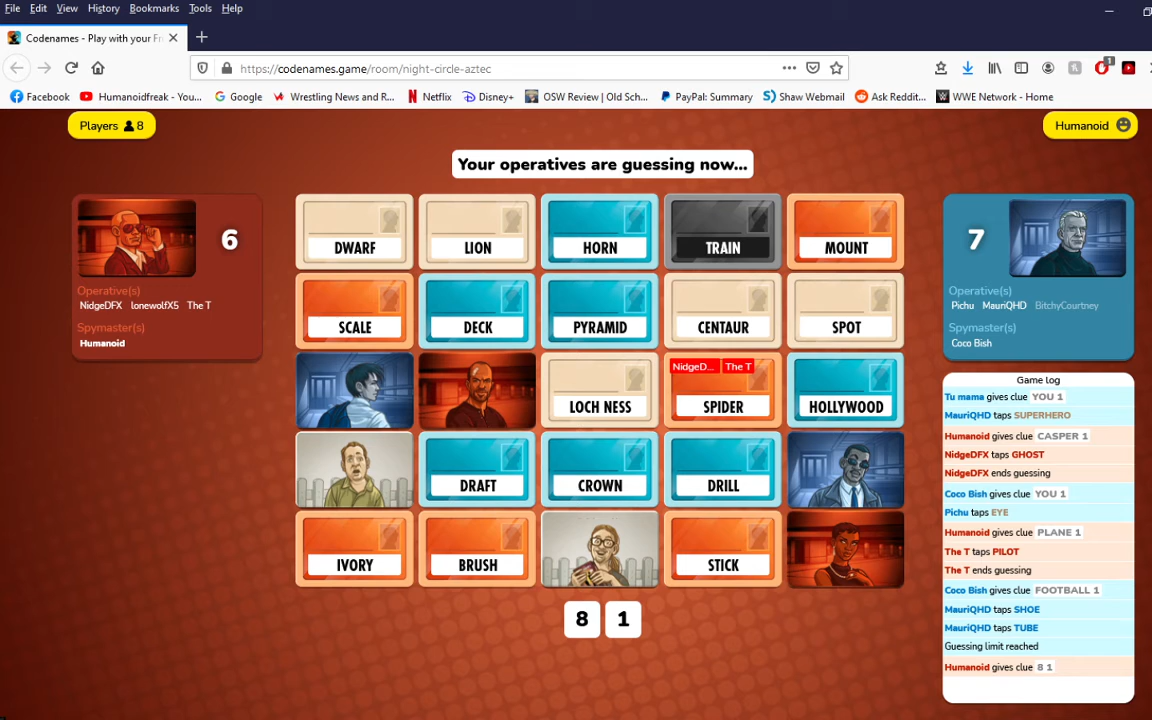 File Edit View History Bookmarks Tools Help
Codenames - Play with your Fri
https://codenames.game/room/night-circle-aztec
1
Facebook Humanoidfreak - You... Google Wrestling News and R... Netflix Disney+ OSW Review | Old Sch... PayPal: Summary Shaw Webmail Ask Reddit... WWE Network - Home
Players 8
Humanoid
Your operatives are guessing now...
6
Operative(s)
NidgeDFX lonewolfX5 The T
Spymaster(s)
Humanoid
DWARF LION HORN TRAIN MOUNT
SCALE DECK PYRAMID CENTAUR SPOT
NidgeD... The T
LOCH NESS SPIDER HOLLYWOOD
DRAFT CROWN DRILL
IVORY BRUSH STICK
8 1
7
Operative(s)
Pichu MauriQHD BitchyCourtney
Spymaster(s)
Coco Bish
Game log
Tu mama gives clue YOU 1
MauriQHD taps SUPERHERO
Humanoid gives clue CASPER 1
NidgeDFX taps GHOST
NidgeDFX ends guessing
Coco Bish gives clue YOU 1
Pichu taps EYE
Humanoid gives clue PLANE 1
The T taps PILOT
The T ends guessing
Coco Bish gives clue FOOTBALL 1
MauriQHD taps SHOE
MauriQHD taps TUBE
Guessing limit reached
Humanoid gives clue 8 1